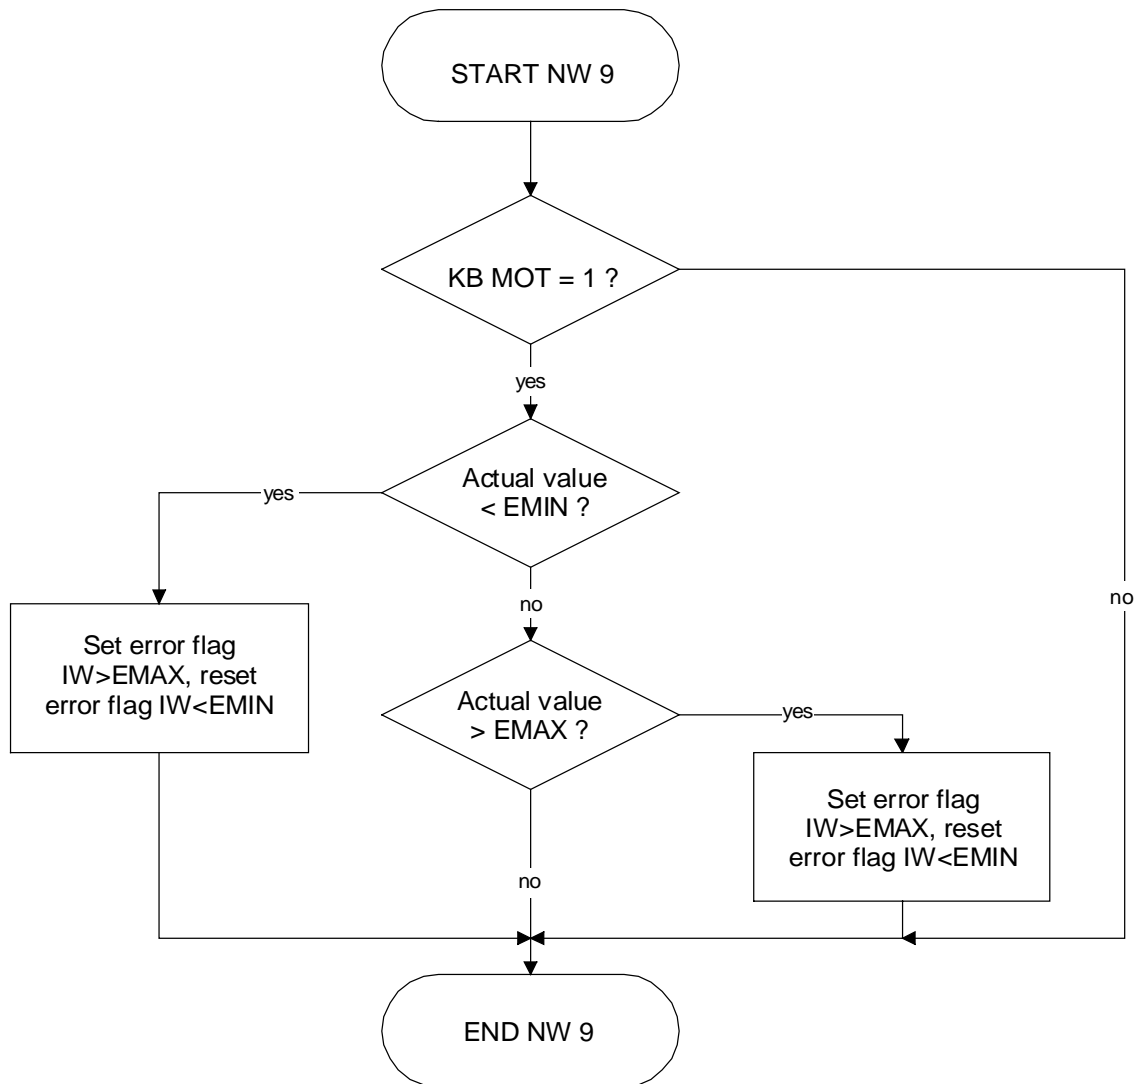 START NW 9
KB MOT = 1 ?
yes
Actual value
< EMIN ?
yes
no
no
Set error flag
IW>EMAX, reset
error flag IW<EMIN
Actual value
> EMAX ?
yes
Set error flag
IW>EMAX, reset
error flag IW<EMIN
no
END NW 9